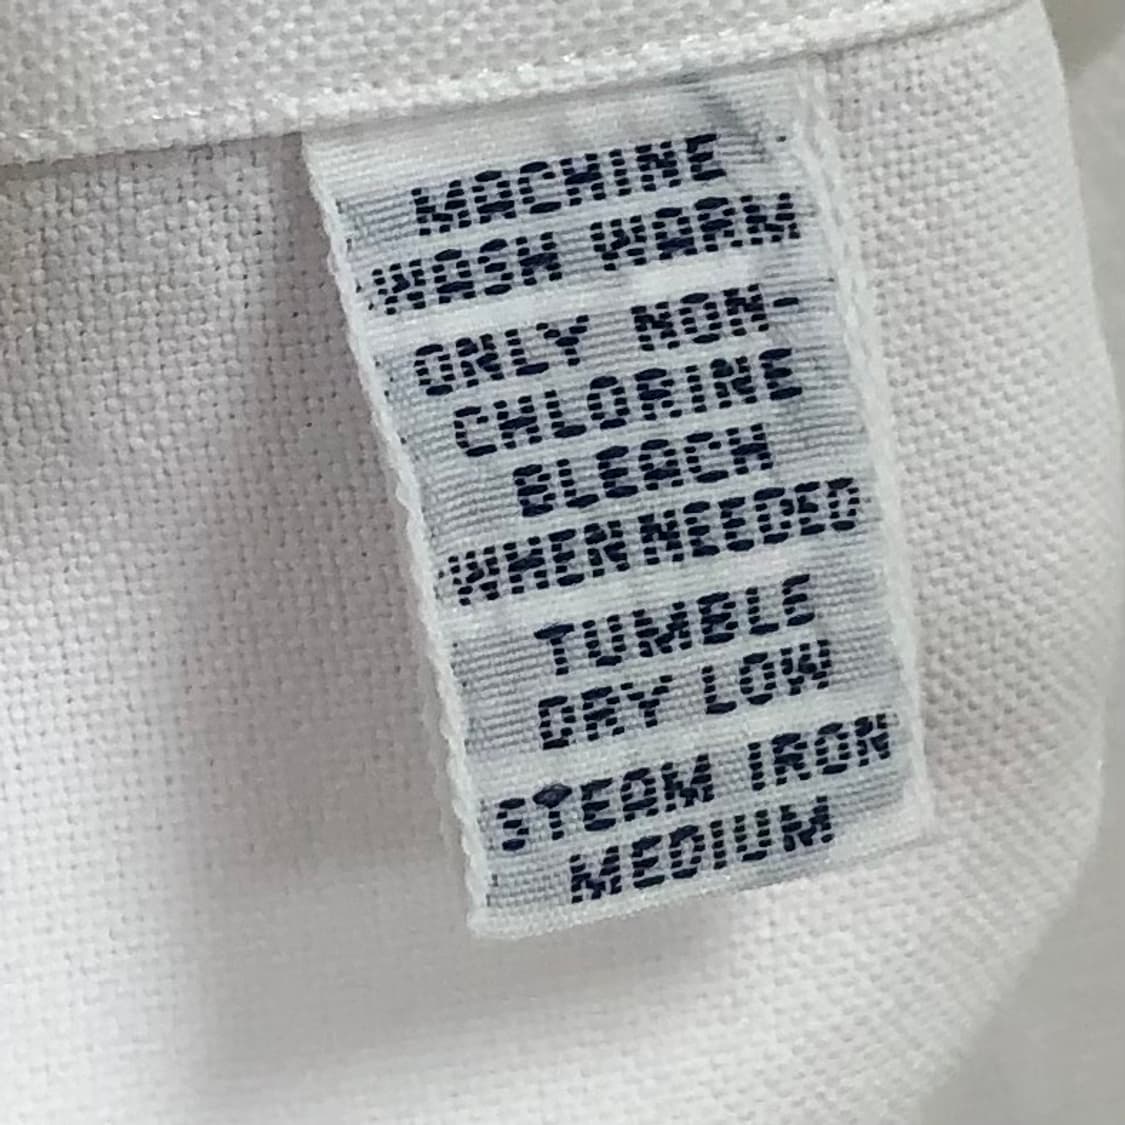 MACHINE
WASH WARM
ONLY NON-
CHLORINE
BLEACH
WHEN NEEDED
TUMBLE
DRY LOW
STEAM IRON
MEDIUM